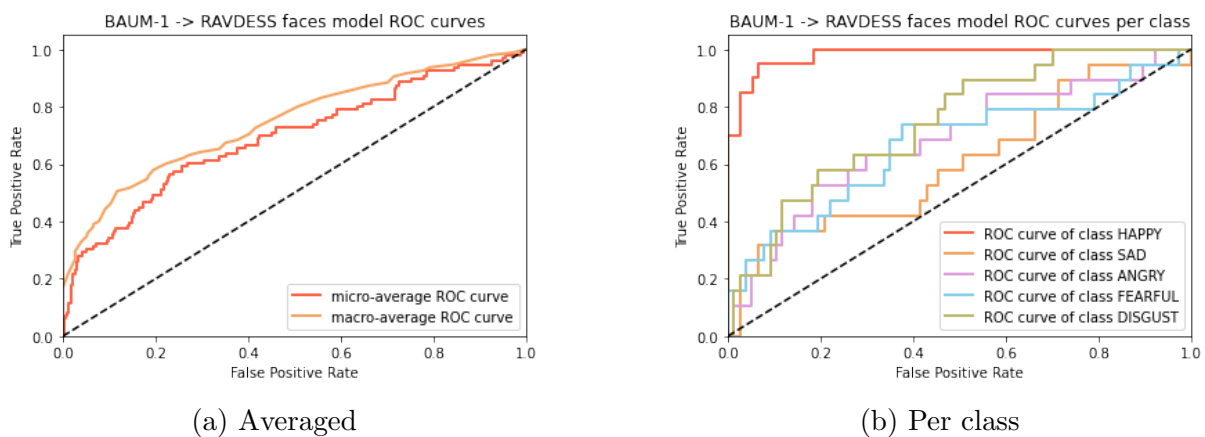 BAUM-1 -> RAVDESS faces model ROC curves
1.0
0.8
0.6
0.4
0.2
0.0
True Positive Rate
micro-average ROC curve
macro-average ROC curve
0.0 0.2 0.4 0.6 0.8 1.0
False Positive Rate
(a) Averaged
BAUM-1 -> RAVDESS faces model ROC curves per class
1.0
0.8
0.6
0.4
0.2
0.0
True Positive Rate
ROC curve of class HAPPY
ROC curve of class SAD
ROC curve of class ANGRY
ROC curve of class FEARFUL
ROC curve of class DISGUST
0.0 0.2 0.4 0.6 0.8 1.0
False Positive Rate
(b) Per class